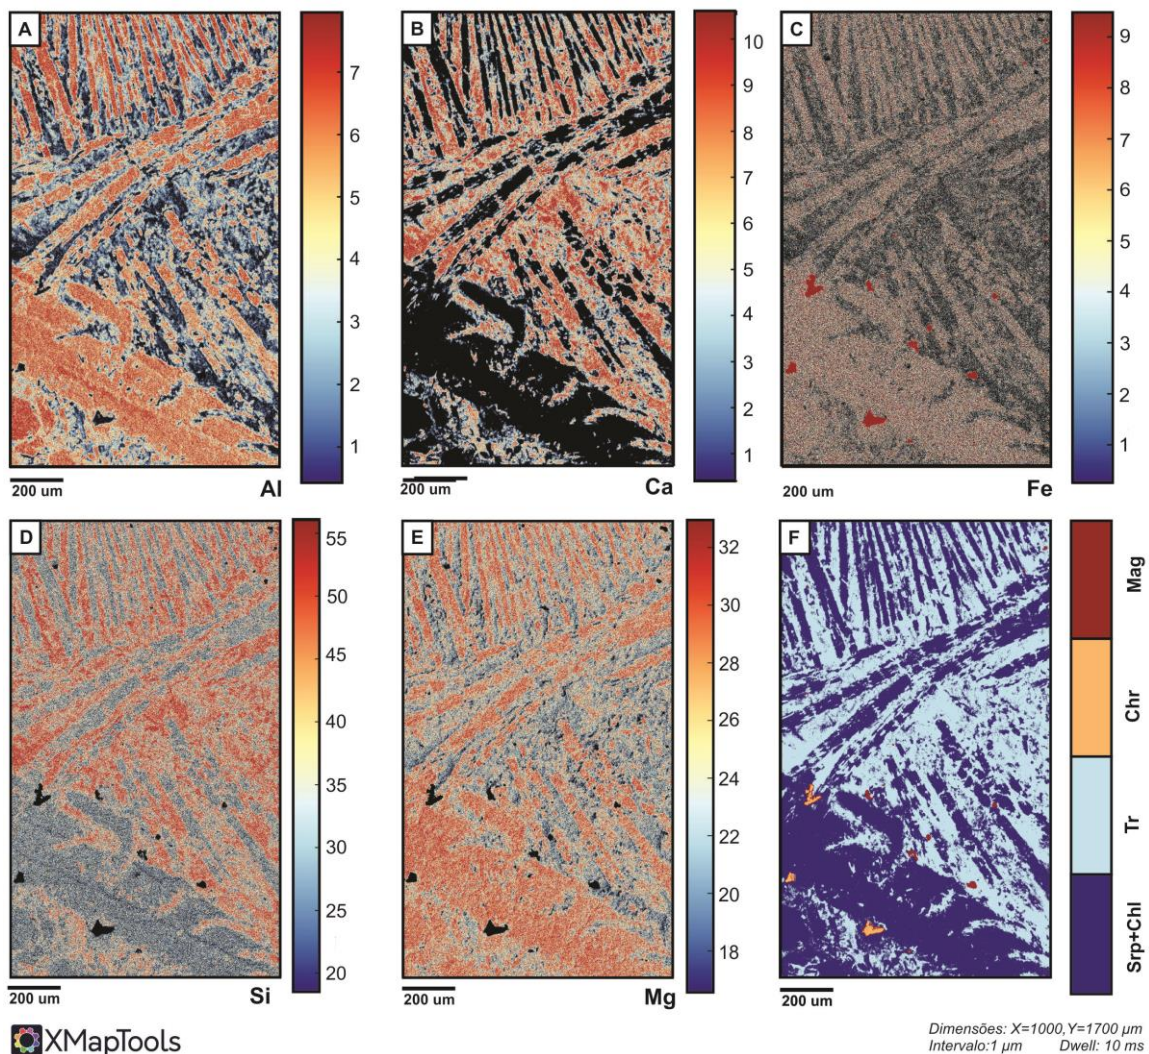 A
7
6
5
4
3
2
1
200 um
Al
B
10
9
8
7
6
5
4
3
2
1
200 um
Ca
C
9
8
7
6
5
4
3
2
1
200 um
Fe
D
55
50
45
40
35
30
25
20
200 um
Si
E
32
30
28
26
24
22
20
18
200 um
Mg
F
Mag
Chr
Tr
Srp+Chl
200 um
XMapTools
Dimensões: X=1000,Y=1700 µm
Intervalo:1 µm Dwell: 10 ms